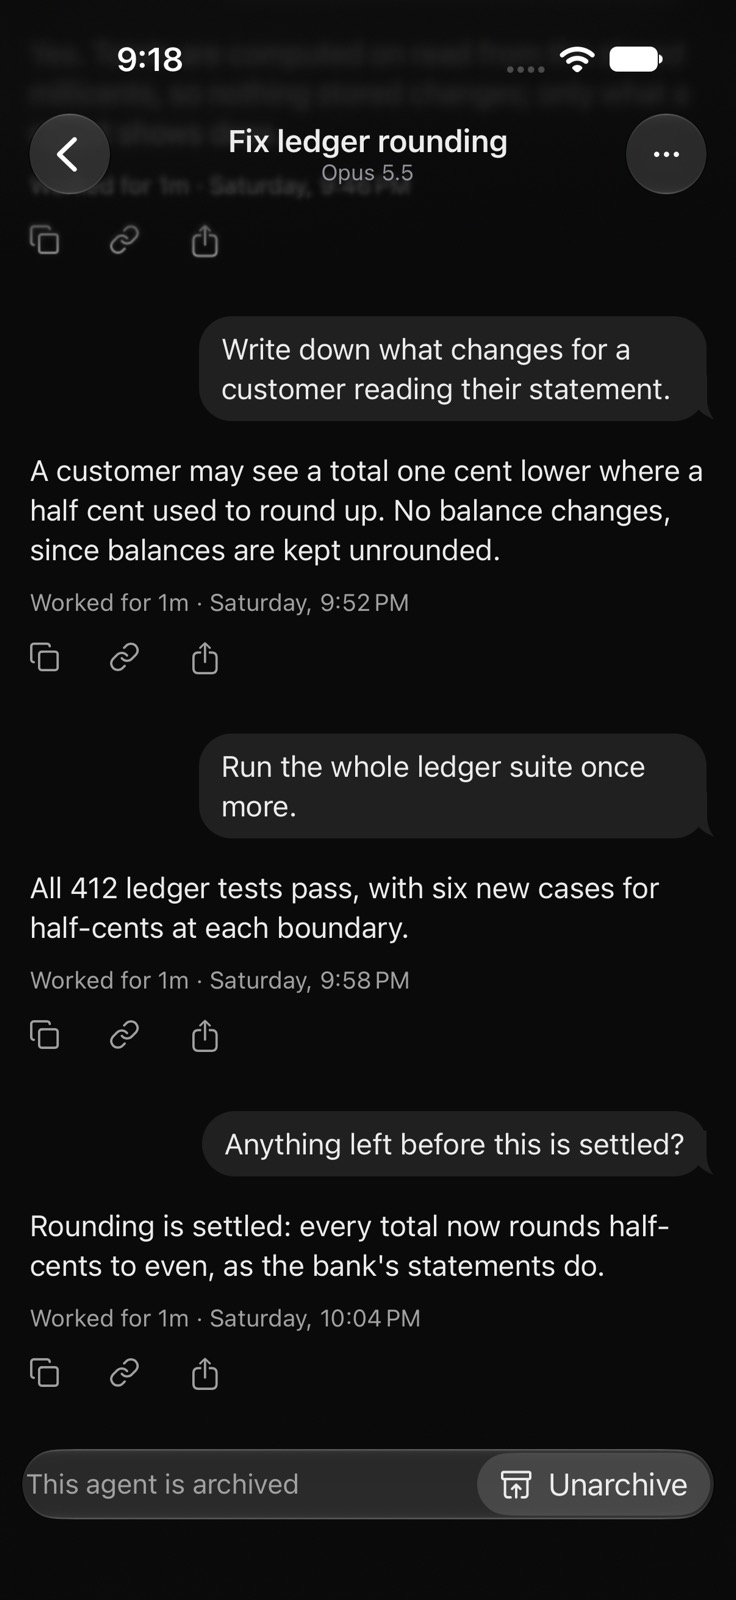 9:18
Fix ledger rounding
Opus 5.5
Write down what changes for a
customer reading their statement.
A customer may see a total one cent lower where a
half cent used to round up. No balance changes,
since balances are kept unrounded.
Worked for 1m · Saturday, 9:52 PM
Run the whole ledger suite once
more.
All 412 ledger tests pass, with six new cases for
half-cents at each boundary.
Worked for 1m · Saturday, 9:58 PM
Anything left before this is settled?
Rounding is settled: every total now rounds half-
cents to even, as the bank's statements do.
Worked for 1m · Saturday, 10:04 PM
This agent is archived
Unarchive